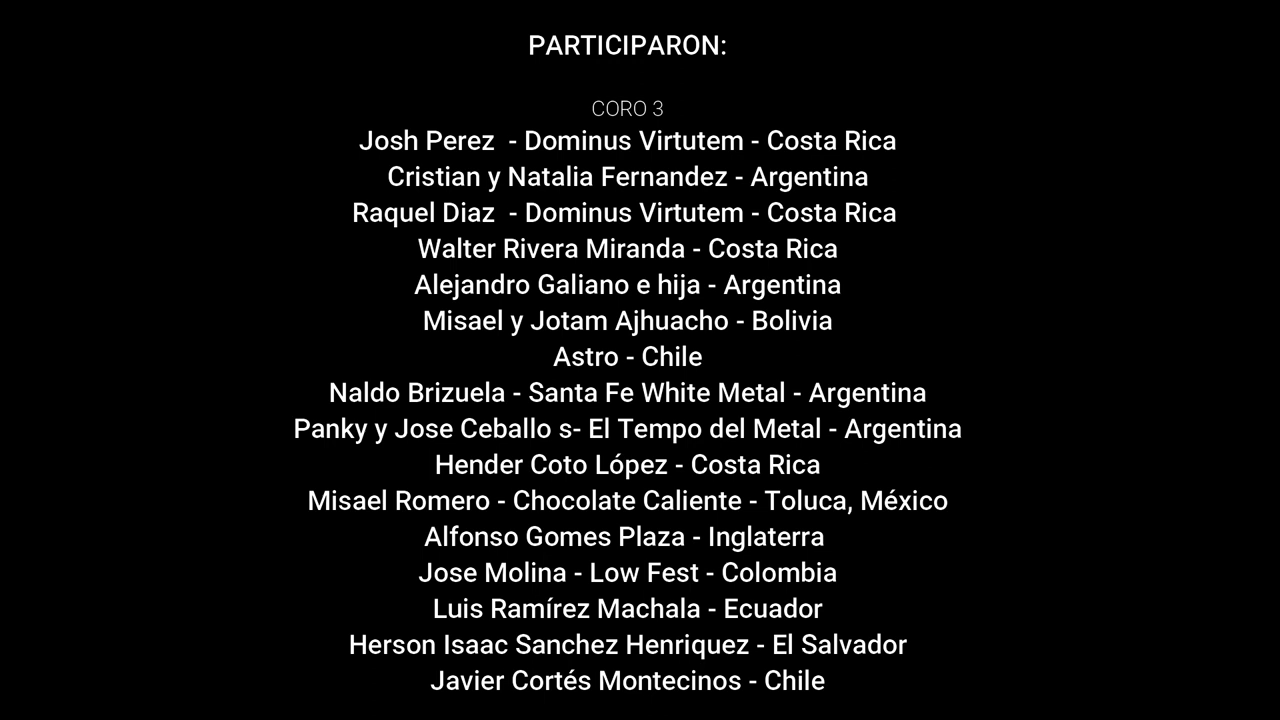 PARTICIPARON:
CORO 3
Josh Perez  - Dominus Virtutem - Costa Rica
Cristian y Natalia Fernandez - Argentina
Raquel Diaz  - Dominus Virtutem - Costa Rica
Walter Rivera Miranda - Costa Rica
Alejandro Galiano e hija - Argentina
Misael y Jotam Ajhuacho - Bolivia
Astro - Chile
Naldo Brizuela - Santa Fe White Metal - Argentina
Panky y Jose Ceballo s- El Tempo del Metal - Argentina
Hender Coto López - Costa Rica
Misael Romero - Chocolate Caliente - Toluca, México
Alfonso Gomes Plaza - Inglaterra
Jose Molina - Low Fest - Colombia
Luis Ramírez Machala - Ecuador
Herson Isaac Sanchez Henriquez - El Salvador
Javier Cortés Montecinos - Chile